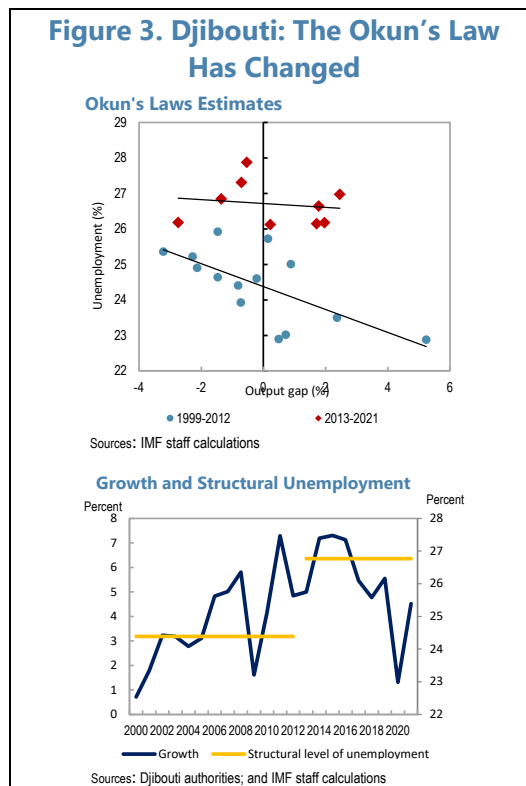 Figure 3. Djibouti: The Okun’s Law
Has Changed
Okun's Laws Estimates
Unemployment (%)
29
28
27
26
25
24
23
22
-4 -2 0 2 4 6
Output gap (%)
1999-2012 2013-2021
Sources: IMF staff calculations
Growth and Structural Unemployment
Percent Percent
8 28
7 27
6 26
5 25
4 24
3 23
2 22
1
0
2000 2002 2004 2006 2008 2010 2012 2014 2016 2018 2020
Growth Structural level of unemployment
Sources: Djibouti authorities; and IMF staff calculations